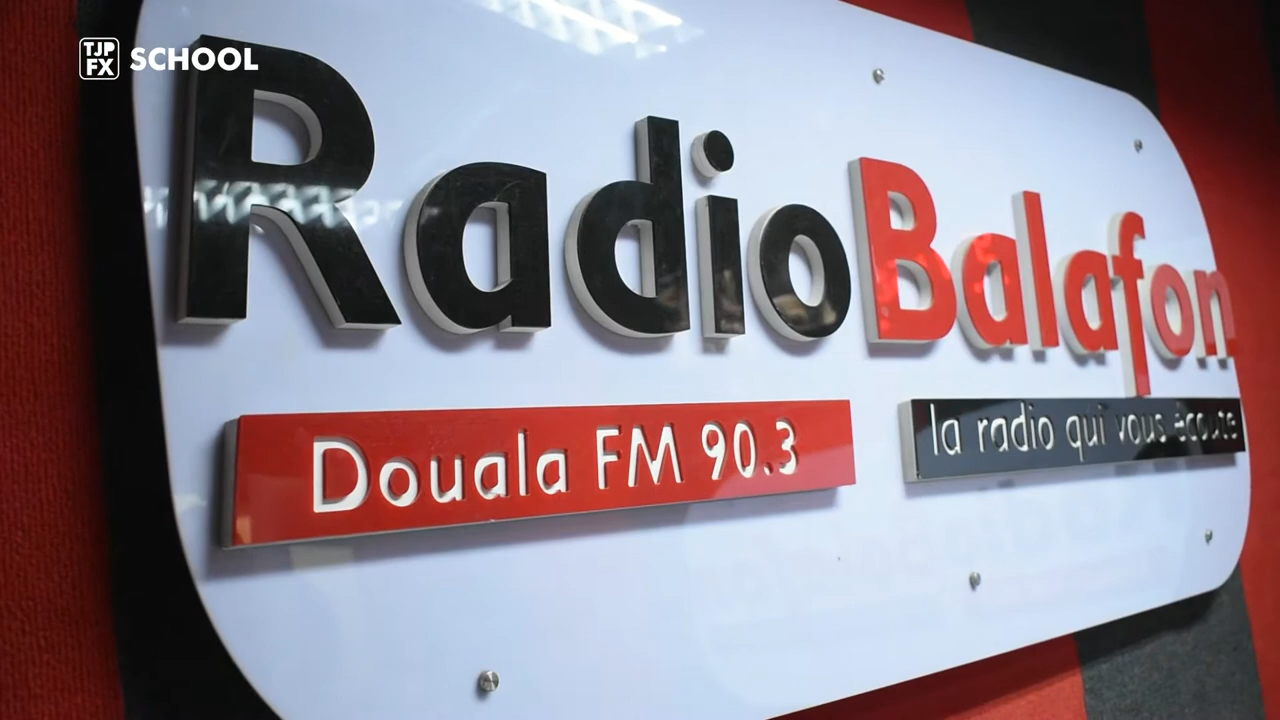 TJP
FX
SCHOOL
RadioBalafon
Douala FM 90.3
la radio qui vous écoute